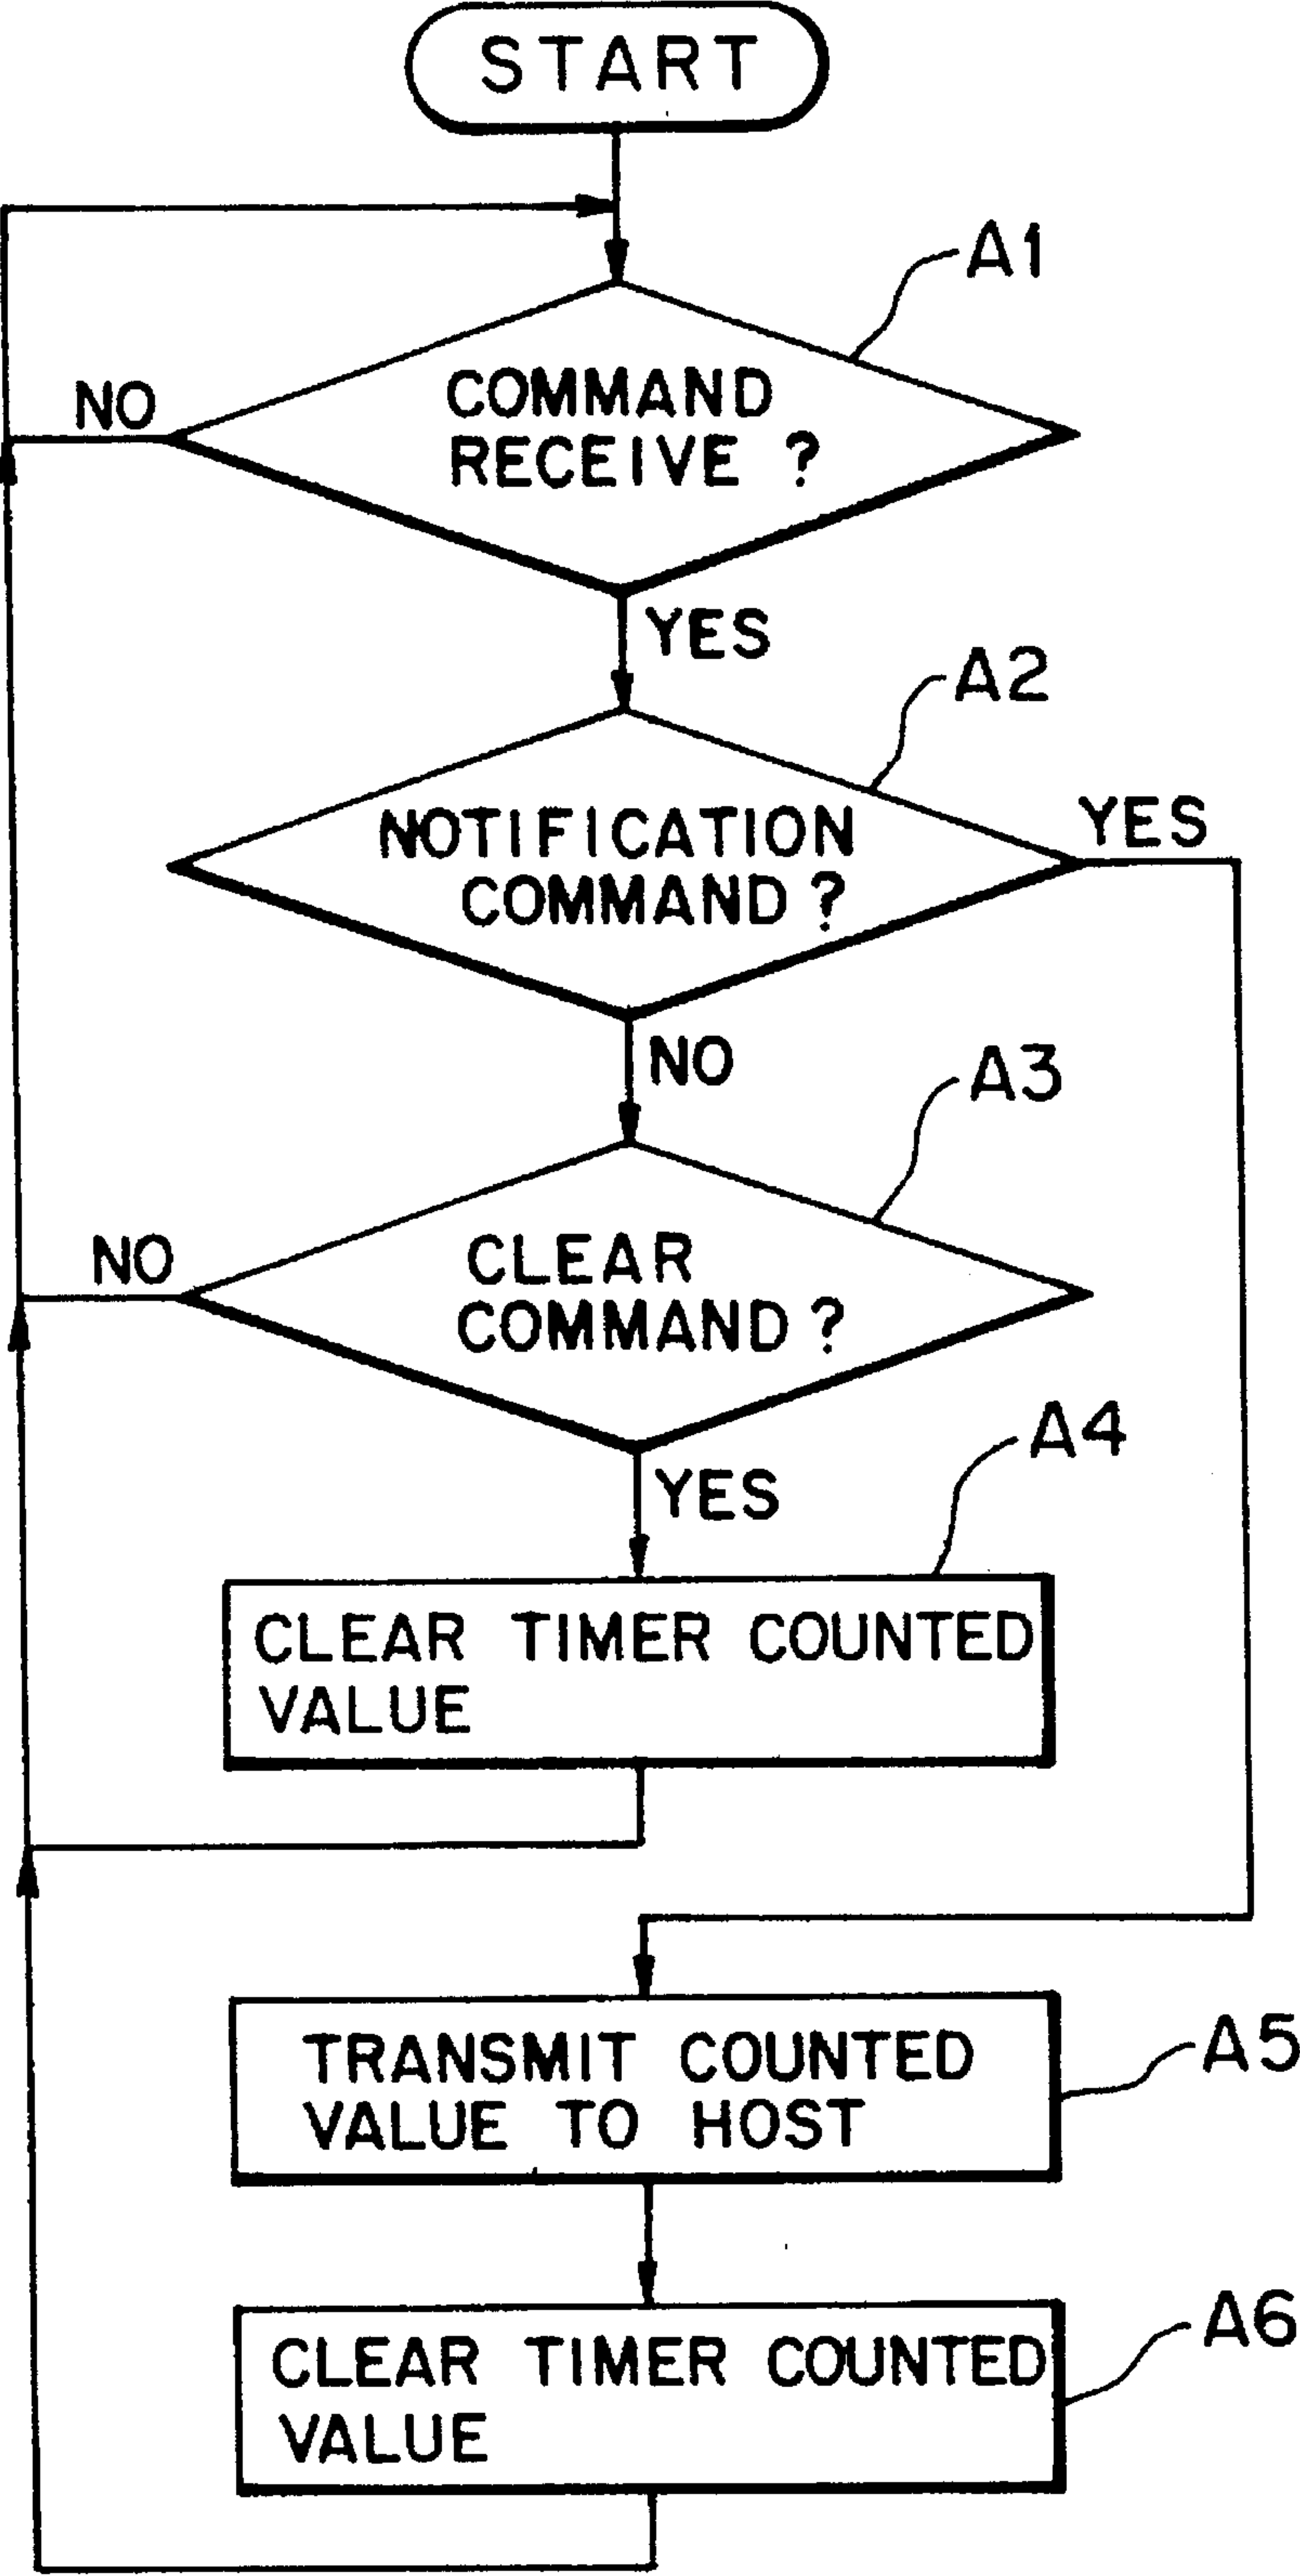 START
A1
NO
COMMAND
RECEIVE ?
YES
A2
YES
NOTIFICATION
COMMAND ?
NO
A3
NO
CLEAR
COMMAND ?
A4
YES
CLEAR TIMER COUNTED
VALUE
A5
TRANSMIT COUNTED
VALUE TO HOST
A6
CLEAR TIMER COUNTED
VALUE